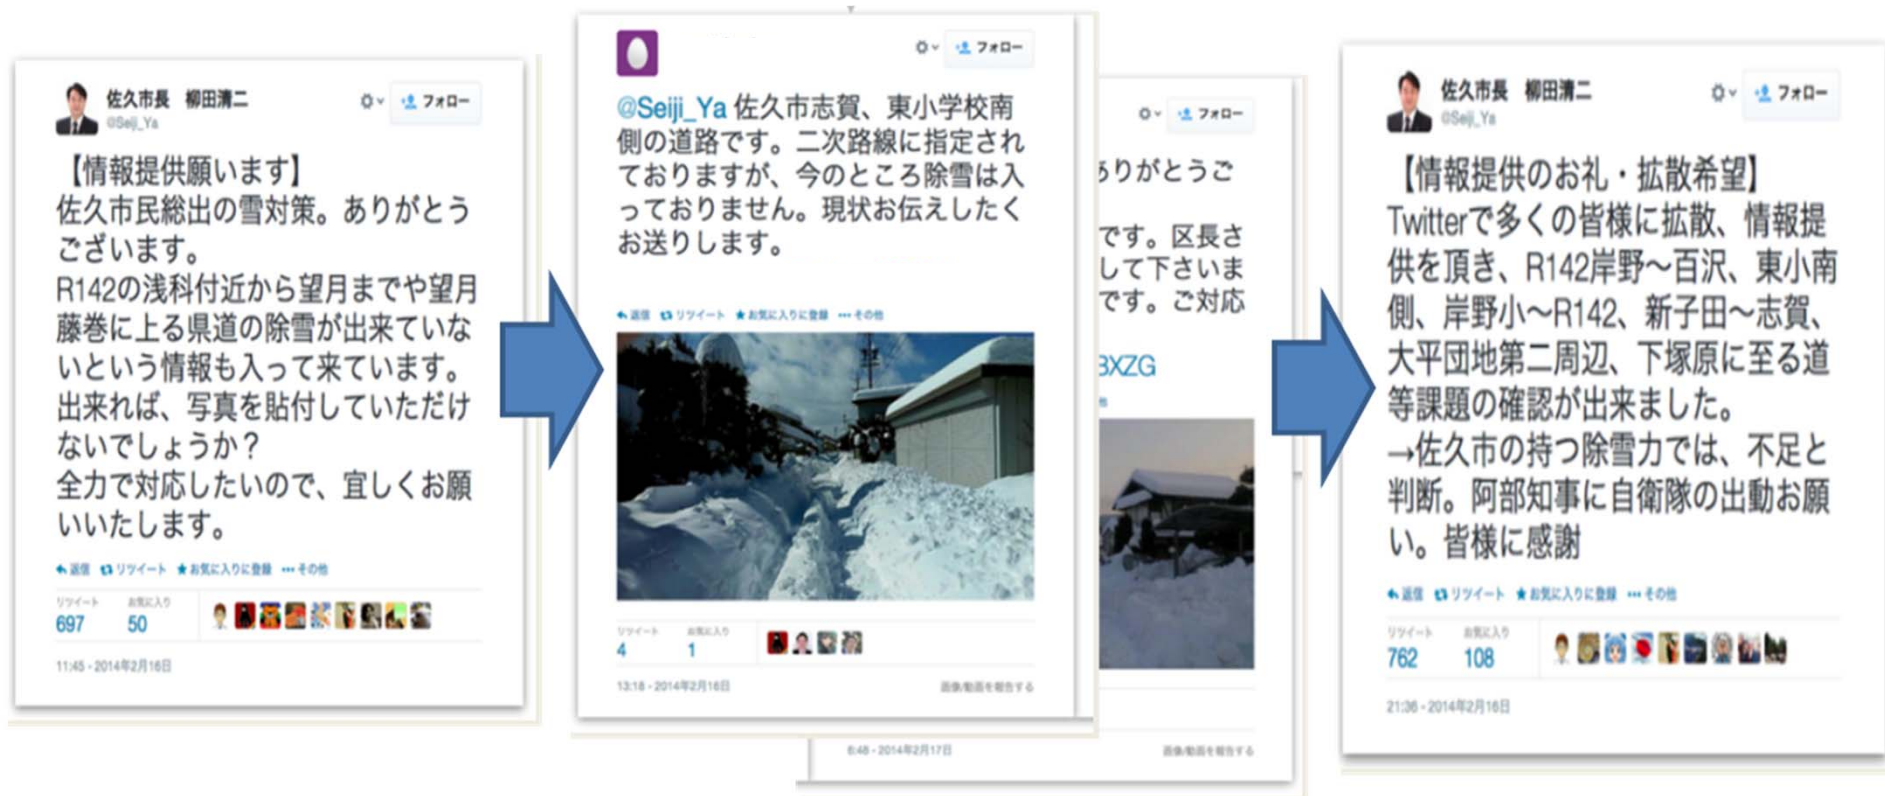 佐久市長 柳田清二
@Seiji_Ya
フォロー
【情報提供願います】
佐久市民総出の雪対策。ありがとう
ございます。
R142の浅科付近から望月までや望月
藤巻に上る県道の除雪が出来ていな
いという情報も入って来ています。
出来れば、写真を貼付していただけ
ないでしょうか？
全力で対応したいので、宜しくお願
いいたします。
返信 リツイート ★お気に入りに登録 ••• その他
リツイート お気に入り
697 50
11:45 - 2014年2月16日
フォロー
@Seiji_Ya 佐久市志賀、東小学校南
側の道路です。二次路線に指定され
ておりますが、今のところ除雪は入
っておりません。現状お伝えしたく
お送りします。
返信 リツイート ★お気に入りに登録 ••• その他
リツイート お気に入り
4 1
13:18 - 2014年2月16日 画像/動画を報告する
フォロー
ありがとうご
です。区長さ
して下さいま
です。ご対応
BXZG
他
6:48 - 2014年2月17日 画像/動画を報告する
佐久市長 柳田清二
@Seiji_Ya
フォロー
【情報提供のお礼・拡散希望】
Twitterで多くの皆様に拡散、情報提
供を頂き、R142岸野〜百沢、東小南
側、岸野小〜R142、新子田〜志賀、
大平団地第二周辺、下塚原に至る道
等課題の確認が出来ました。
→佐久市の持つ除雪力では、不足と
判断。阿部知事に自衛隊の出動お願
い。皆様に感謝
返信 リツイート ★お気に入りに登録 ••• その他
リツイート お気に入り
762 108
21:36 - 2014年2月16日